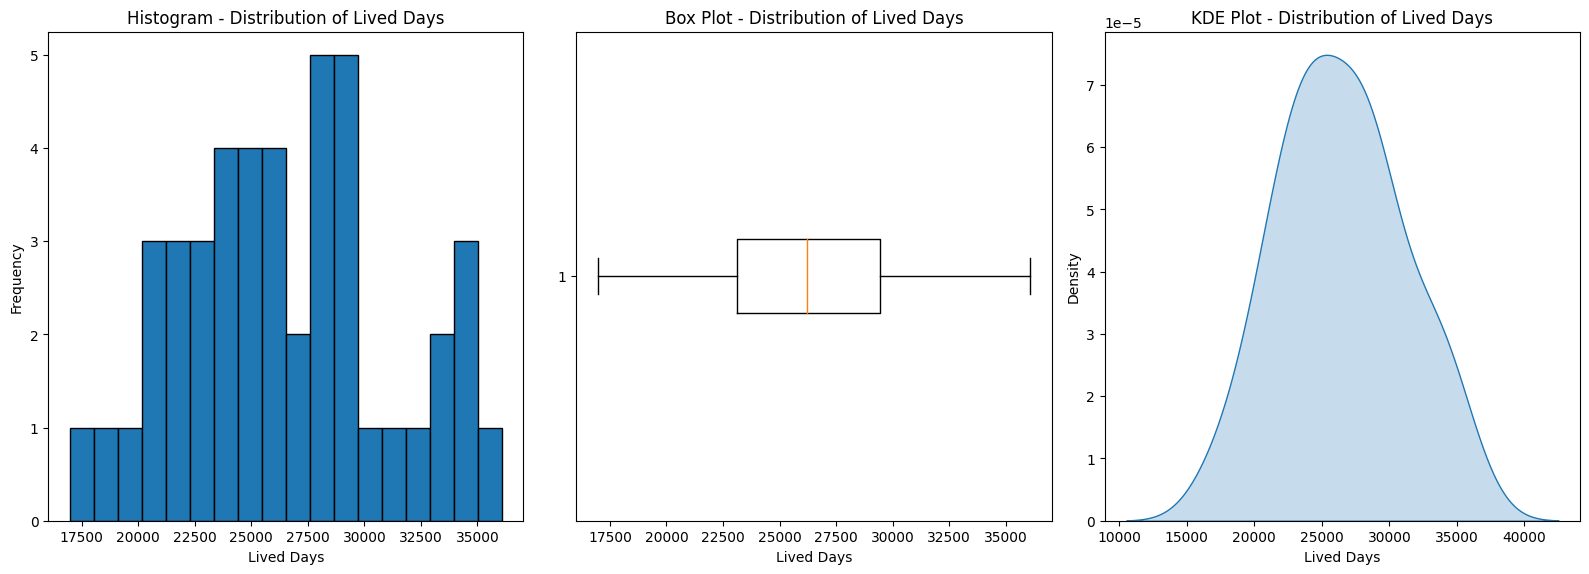 Histogram - Distribution of Lived Days
5
4
3
2
1
0
Frequency
17500 20000 22500 25000 27500 30000 32500 35000
Lived Days
Box Plot - Distribution of Lived Days
1
17500 20000 22500 25000 27500 30000 32500 35000
Lived Days
KDE Plot - Distribution of Lived Days
1e−5
7
6
5
4
3
2
1
0
Density
10000 15000 20000 25000 30000 35000 40000
Lived Days